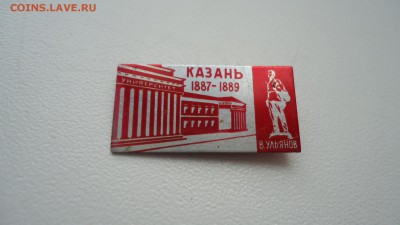 COINS.LAVE.RU
КАЗАНЬ
1887-1889
УНИВЕРСИТЕТ
В. УЛЬЯНОВ